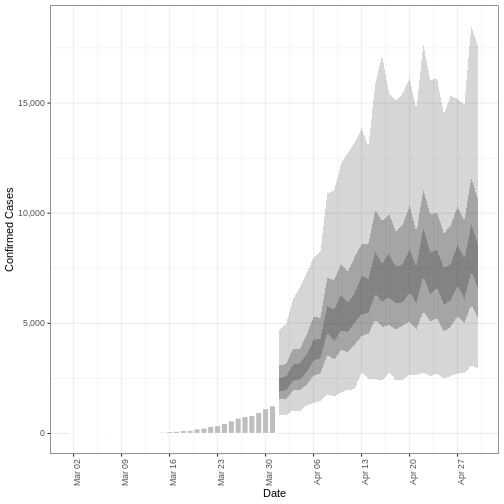 Confirmed Cases
15,000
10,000
5,000
0
Mar 02
Mar 09
Mar 16
Mar 23
Mar 30
Apr 06
Apr 13
Apr 20
Apr 27
Date